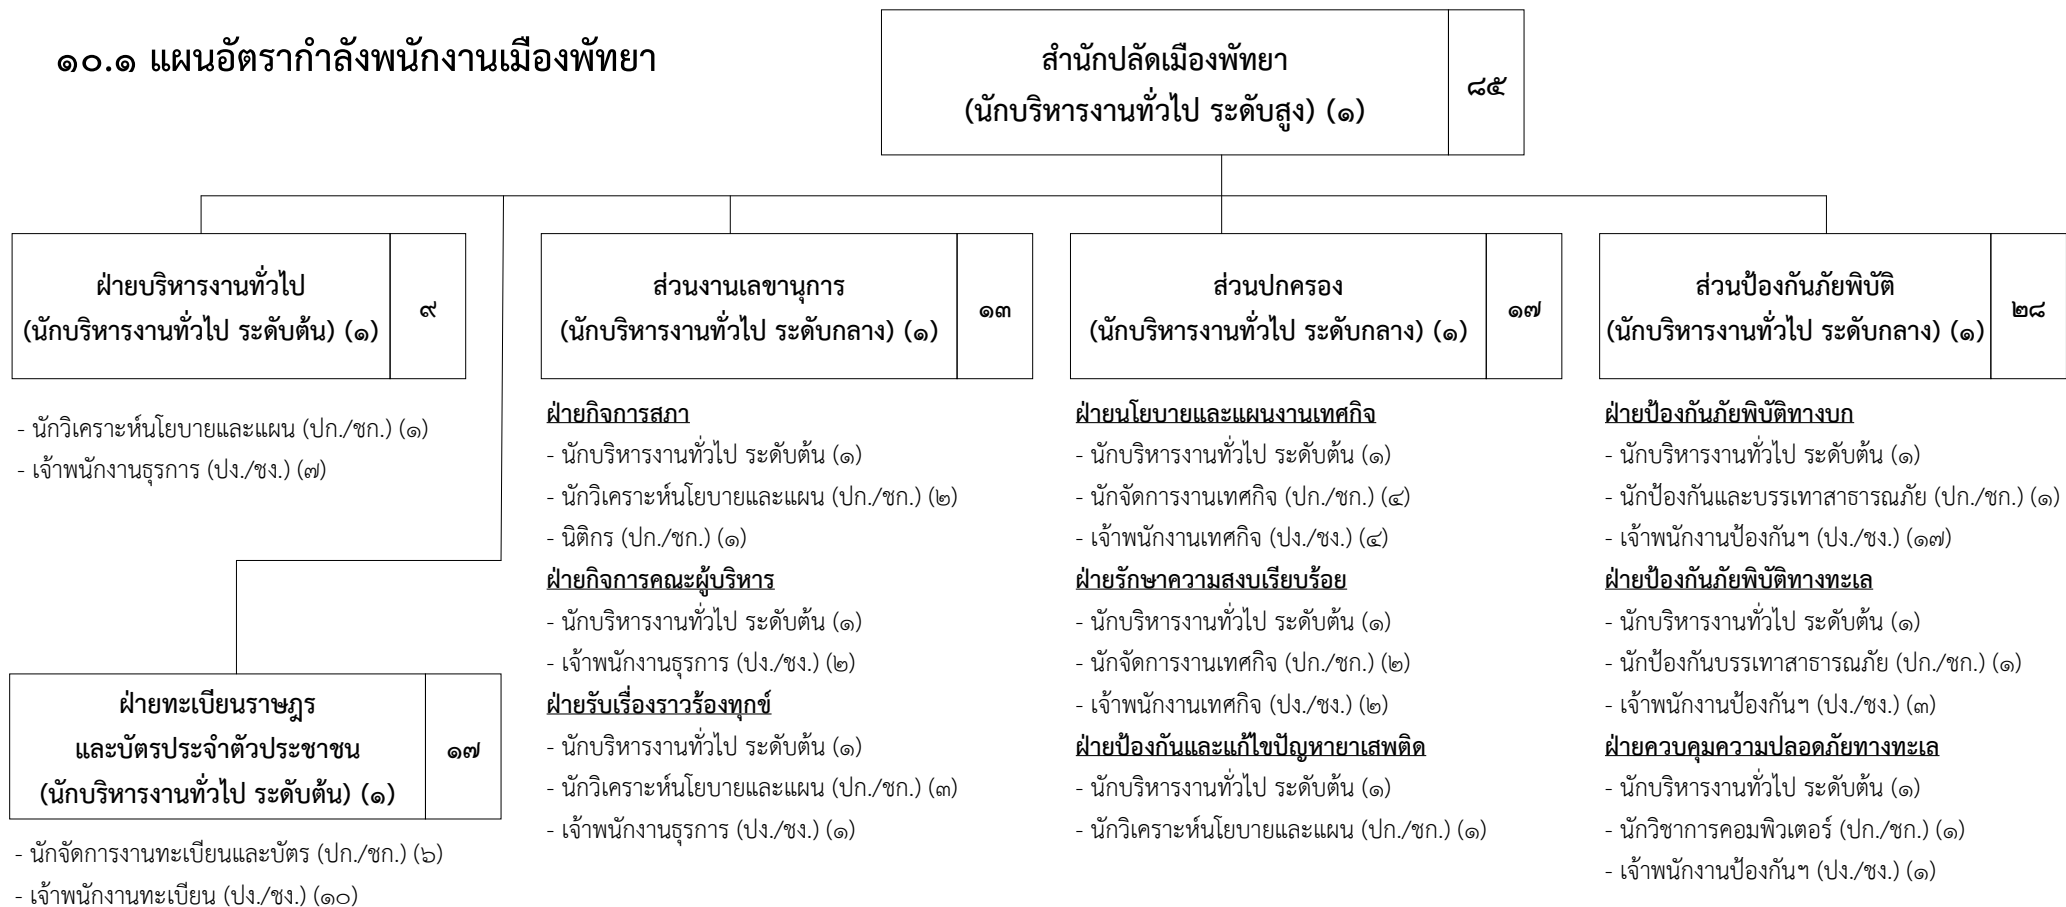 ๑๐.๑ แผนอัตรากำลังพนักงานเมืองพัทยา
สำนักปลัดเมืองพัทยา
(นักบริหารงานทั่วไป ระดับสูง) (๑)
๘๕
ฝ่ายบริหารงานทั่วไป
(นักบริหารงานทั่วไป ระดับต้น) (๑)
๙
- นักวิเคราะห์นโยบายและแผน (ปก./ชก.) (๑)
- เจ้าพนักงานธุรการ (ปง./ชง.) (๗)
ฝ่ายทะเบียนราษฎร
และบัตรประจำตัวประชาชน
(นักบริหารงานทั่วไป ระดับต้น) (๑)
๑๗
- นักจัดการงานทะเบียนและบัตร (ปก./ชก.) (๖)
- เจ้าพนักงานทะเบียน (ปง./ชง.) (๑๐)
ส่วนงานเลขานุการ
(นักบริหารงานทั่วไป ระดับกลาง) (๑)
๑๓
ฝ่ายกิจการสภา
- นักบริหารงานทั่วไป ระดับต้น (๑)
- นักวิเคราะห์นโยบายและแผน (ปก./ชก.) (๒)
- นิติกร (ปก./ชก.) (๑)
ฝ่ายกิจการคณะผู้บริหาร
- นักบริหารงานทั่วไป ระดับต้น (๑)
- เจ้าพนักงานธุรการ (ปง./ชง.) (๒)
ฝ่ายรับเรื่องราวร้องทุกข์
- นักบริหารงานทั่วไป ระดับต้น (๑)
- นักวิเคราะห์นโยบายและแผน (ปก./ชก.) (๓)
- เจ้าพนักงานธุรการ (ปง./ชง.) (๑)
ส่วนปกครอง
(นักบริหารงานทั่วไป ระดับกลาง) (๑)
๑๗
ฝ่ายนโยบายและแผนงานเทศกิจ
- นักบริหารงานทั่วไป ระดับต้น (๑)
- นักจัดการงานเทศกิจ (ปก./ชก.) (๔)
- เจ้าพนักงานเทศกิจ (ปง./ชง.) (๔)
ฝ่ายรักษาความสงบเรียบร้อย
- นักบริหารงานทั่วไป ระดับต้น (๑)
- นักจัดการงานเทศกิจ (ปก./ชก.) (๒)
- เจ้าพนักงานเทศกิจ (ปง./ชง.) (๒)
ฝ่ายป้องกันและแก้ไขปัญหายาเสพติด
- นักบริหารงานทั่วไป ระดับต้น (๑)
- นักวิเคราะห์นโยบายและแผน (ปก./ชก.) (๑)
ส่วนป้องกันภัยพิบัติ
(นักบริหารงานทั่วไป ระดับกลาง) (๑)
๒๘
ฝ่ายป้องกันภัยพิบัติทางบก
- นักบริหารงานทั่วไป ระดับต้น (๑)
- นักป้องกันและบรรเทาสาธารณภัย (ปก./ชก.) (๑)
- เจ้าพนักงานป้องกันฯ (ปง./ชง.) (๑๗)
ฝ่ายป้องกันภัยพิบัติทางทะเล
- นักบริหารงานทั่วไป ระดับต้น (๑)
- นักป้องกันบรรเทาสาธารณภัย (ปก./ชก.) (๑)
- เจ้าพนักงานป้องกันฯ (ปง./ชง.) (๓)
ฝ่ายควบคุมความปลอดภัยทางทะเล
- นักบริหารงานทั่วไป ระดับต้น (๑)
- นักวิชาการคอมพิวเตอร์ (ปก./ชก.) (๑)
- เจ้าพนักงานป้องกันฯ (ปง./ชง.) (๑)